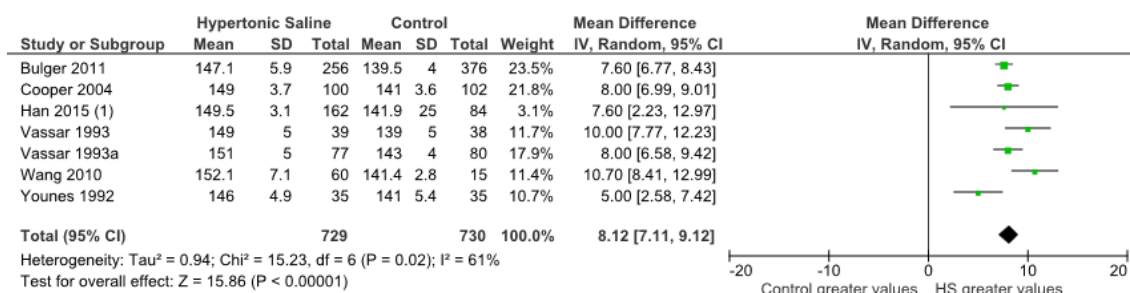 Hypertonic Saline Control Mean Difference Mean Difference
Study or Subgroup Mean SD Total Mean SD Total Weight IV, Random, 95% CI IV, Random, 95% CI
Bulger 2011 147.1 5.9 256 139.5 4 376 23.5% 7.60 [6.77, 8.43]
Cooper 2004 149 3.7 100 141 3.6 102 21.8% 8.00 [6.99, 9.01]
Han 2015 (1) 149.5 3.1 162 141.9 25 84 3.1% 7.60 [2.23, 12.97]
Vassar 1993 149 5 39 139 5 38 11.7% 10.00 [7.77, 12.23]
Vassar 1993a 151 5 77 143 4 80 17.9% 8.00 [6.58, 9.42]
Wang 2010 152.1 7.1 60 141.4 2.8 15 11.4% 10.70 [8.41, 12.99]
Younes 1992 146 4.9 35 141 5.4 35 10.7% 5.00 [2.58, 7.42]
Total (95% CI) 729 730 100.0% 8.12 [7.11, 9.12]
Heterogeneity: Tau² = 0.94; Chi² = 15.23, df = 6 (P = 0.02); I² = 61%
Test for overall effect: Z = 15.86 (P < 0.00001)
-20 -10 0 10 20
Control greater values HS greater values